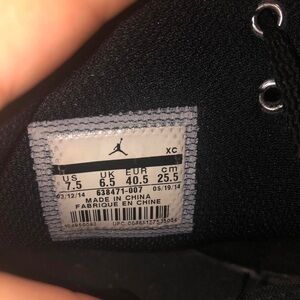 XC
US UK EUR cm
7.5 6.5 40.5 25.5
03/12/14 638471-007 05/19/14
MADE IN CHINA
FABRIQUE EN CHINE